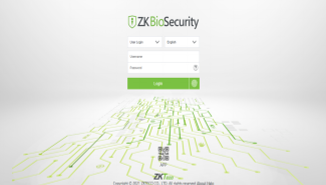 ZKBioSecurity
User Login English
Username
Password
Login
ZKTeco